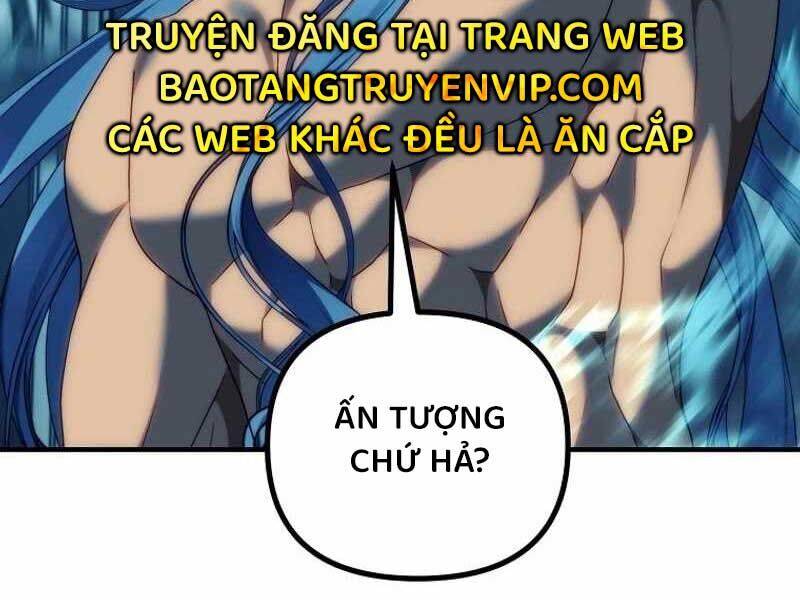 TRUYỆN ĐĂNG TẠI TRANG WEB
BAOTANGTRUYENVIP.COM
CÁC WEB KHÁC ĐỀU LÀ ĂN CẮP
ẤN TƯỢNG
CHỨ HẢ?